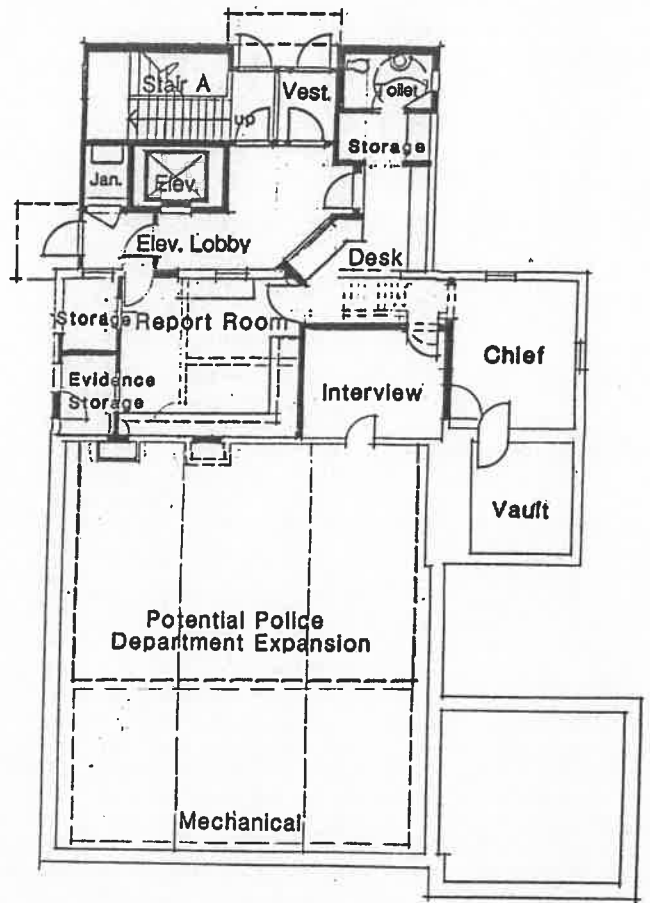 Stair A
Vest.
Toilet
up
Storage
Jan.
Elev.
Elev. Lobby
Desk
Storage
Report Room
Chief
Evidence
Storage
Interview
Vault
Potential Police
Department Expansion
Mechanical